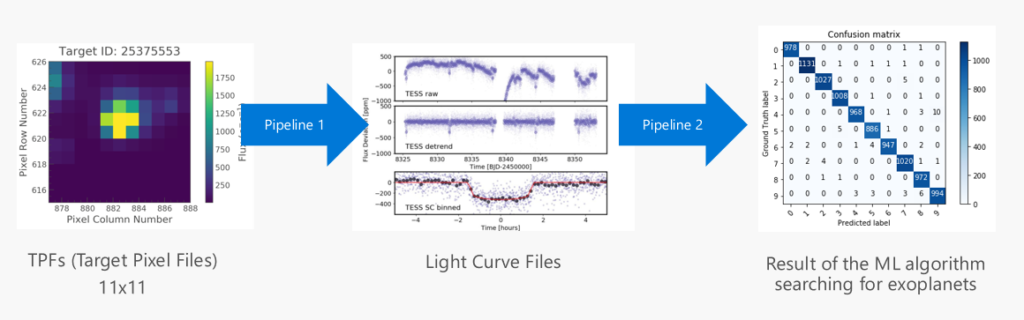 Target ID: 25375553
626
624
622
620
618
616
878 880 882 884 886 888
Pixel Row Number
Pixel Column Number
1750
1500
1250
1000
750
500
250
TPFs (Target Pixel Files)
11x11
Pipeline 1
500
0
−500
−1000
TESS raw
500
0
−500
−1000
TESS detrend
8325 8330 8335 8340 8345 8350
Time [BJD-2450000]
0
−200
−400
TESS SC binned
−4 −2 0 2 4
Time [hours]
Light Curve Files
Pipeline 2
Confusion matrix
Ground Truth label
0 978 0 0 0 0 0 0 1 1 0
1 0 1131 0 1 0 1 1 0 1 0
2 0 0 1027 0 0 0 0 5 0 0
3 0 0 0 1008 0 1 0 0 1 0
4 0 0 0 0 968 0 1 0 3 10
5 0 0 0 5 0 886 1 0 0 0
6 2 2 0 0 1 4 947 0 2 0
7 0 2 4 0 0 0 0 1020 1 1
8 0 0 1 1 0 0 0 0 972 0
9 0 0 0 0 3 3 0 3 6 994
0 1 2 3 4 5 6 7 8 9
Predicted label
1000
800
600
400
200
0
Result of the ML algorithm
searching for exoplanets